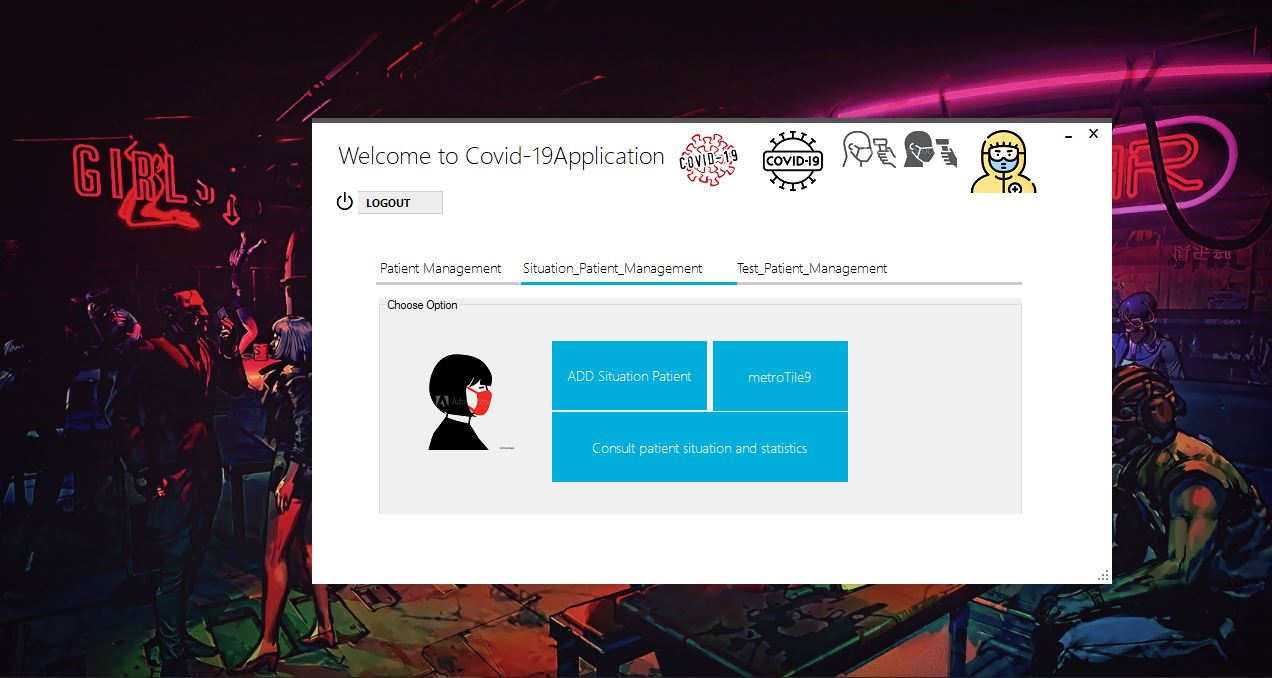 GIRL
Welcome to Covid-19Application
COVID-19
COVID-19
LOGOUT
Patient Management
Situation_Patient_Management
Test_Patient_Management
Choose Option
ADD Situation Patient
metroTile9
Consult patient situation and statistics